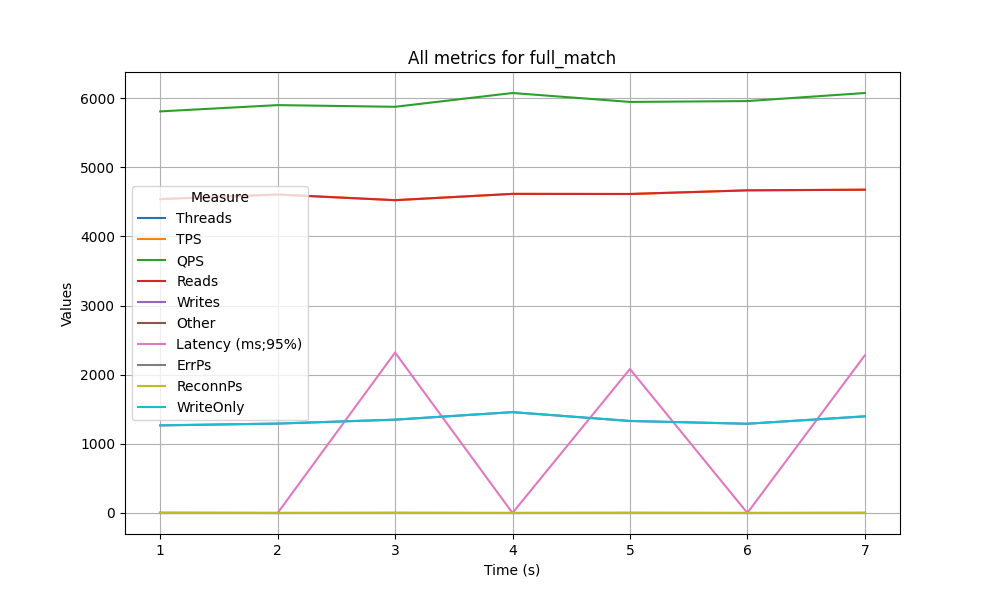 All metrics for full_match
Values
6000
5000
4000
3000
2000
1000
0
Measure
Threads
TPS
QPS
Reads
Writes
Other
Latency (ms;95%)
ErrPs
ReconnPs
WriteOnly
1 2 3 4 5 6 7
Time (s)